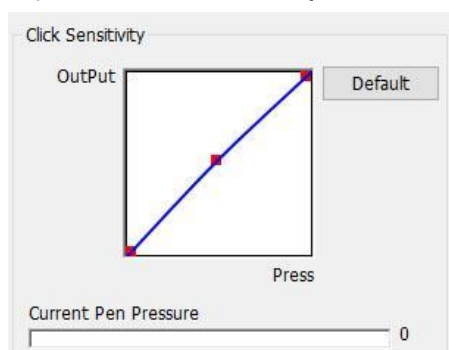 Click Sensitivity
OutPut
Default
Press
Current Pen Pressure
0